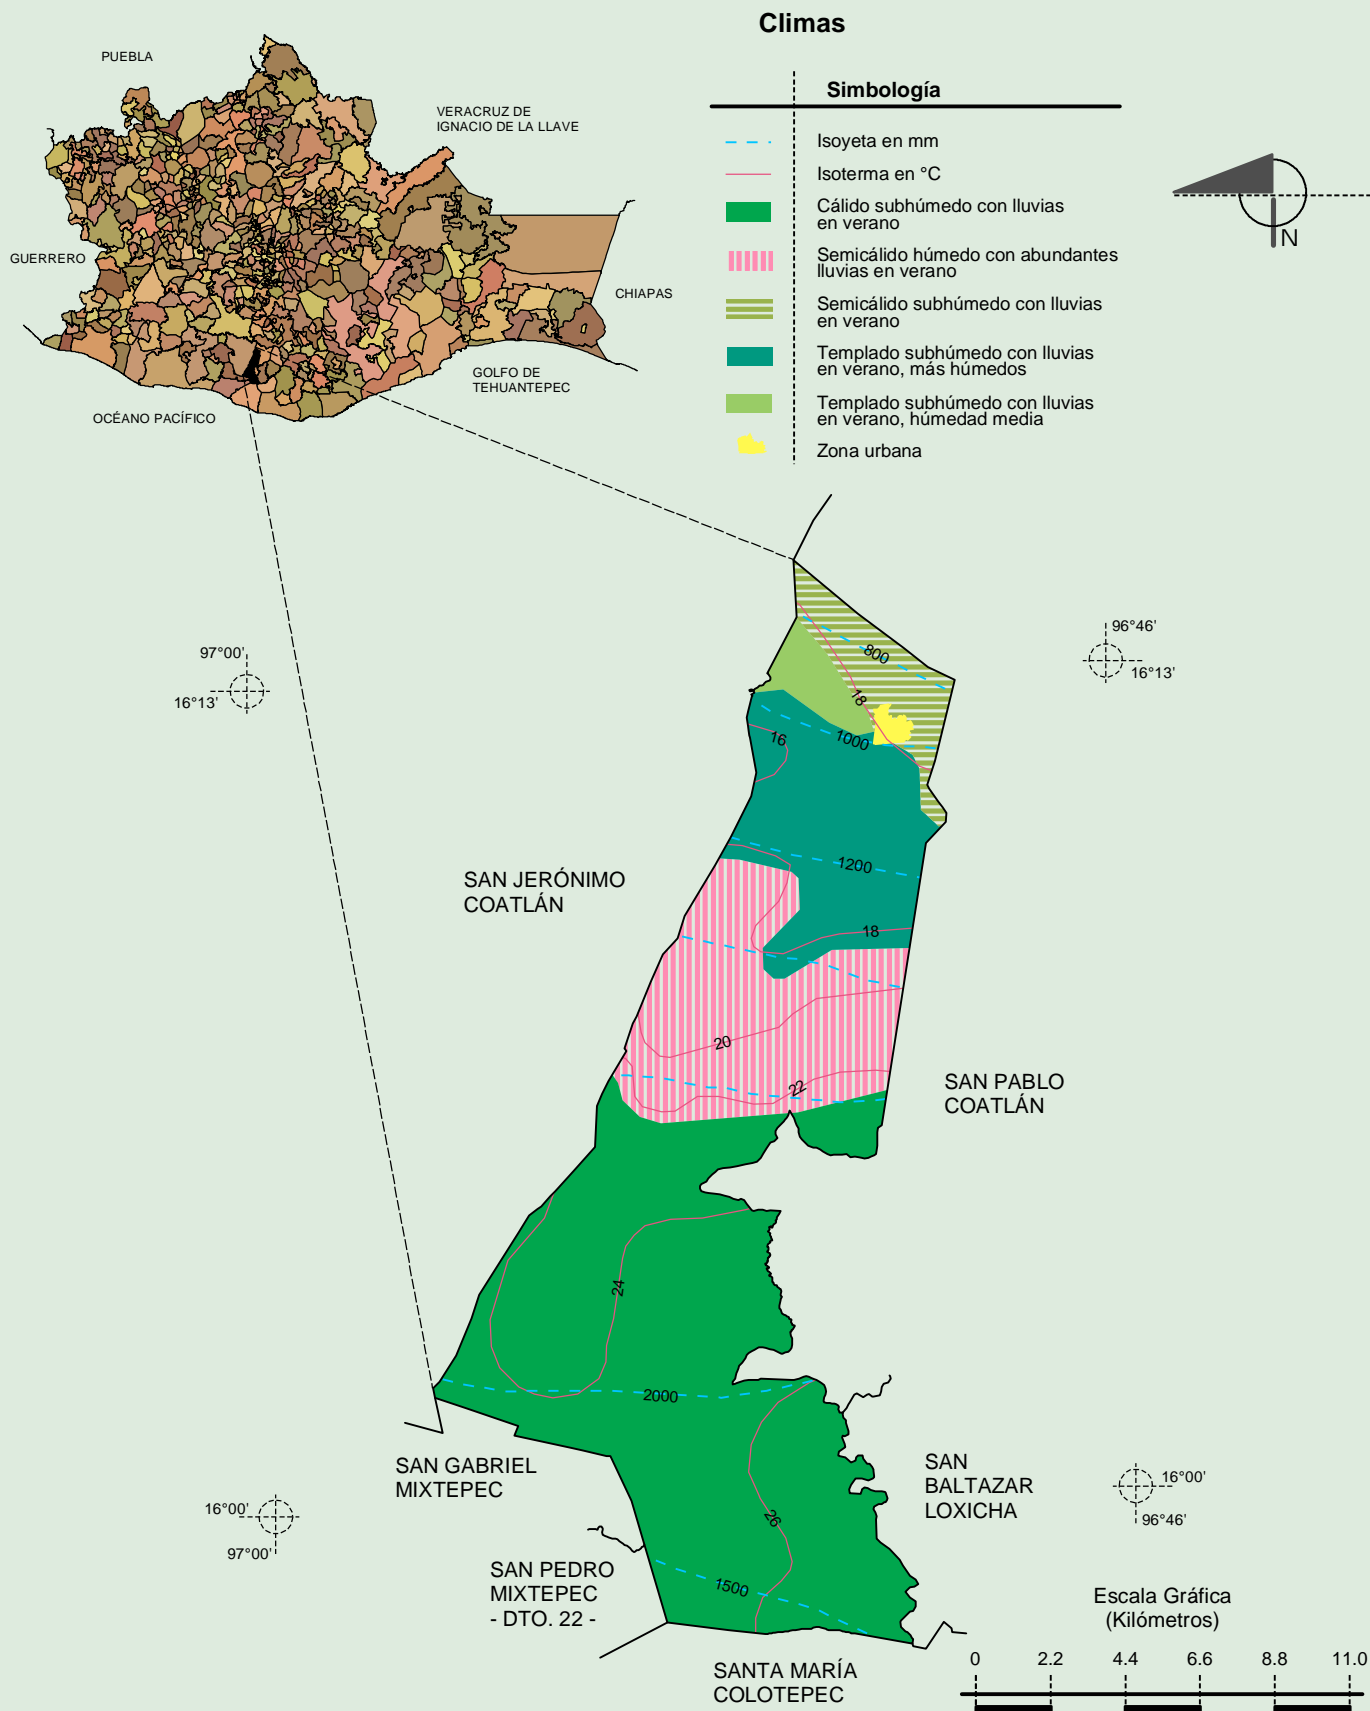 Climas
PUEBLA
VERACRUZ DE
IGNACIO DE LA LLAVE
GUERRERO
CHIAPAS
GOLFO DE
TEHUANTEPEC
OCÉANO PACÍFICO
Simbología
Isoyeta en mm
Isoterma en °C
Cálido subhúmedo con lluvias
en verano
Semicálido húmedo con abundantes
lluvias en verano
Semicálido subhúmedo con lluvias
en verano
Templado subhúmedo con lluvias
en verano, más húmedos
Templado subhúmedo con lluvias
en verano, húmedad media
Zona urbana
N
97°00'
16°13'
96°46'
16°13'
800
18
1000
16
1200
18
20
22
24
2000
26
1500
SAN JERÓNIMO
COATLÁN
SAN PABLO
COATLÁN
SAN GABRIEL
MIXTEPEC
SAN
BALTAZAR
LOXICHA
16°00'
97°00'
16°00'
96°46'
SAN PEDRO
MIXTEPEC
- DTO. 22 -
SANTA MARÍA
COLOTEPEC
Escala Gráfica
(Kilómetros)
0 2.2 4.4 6.6 8.8 11.0